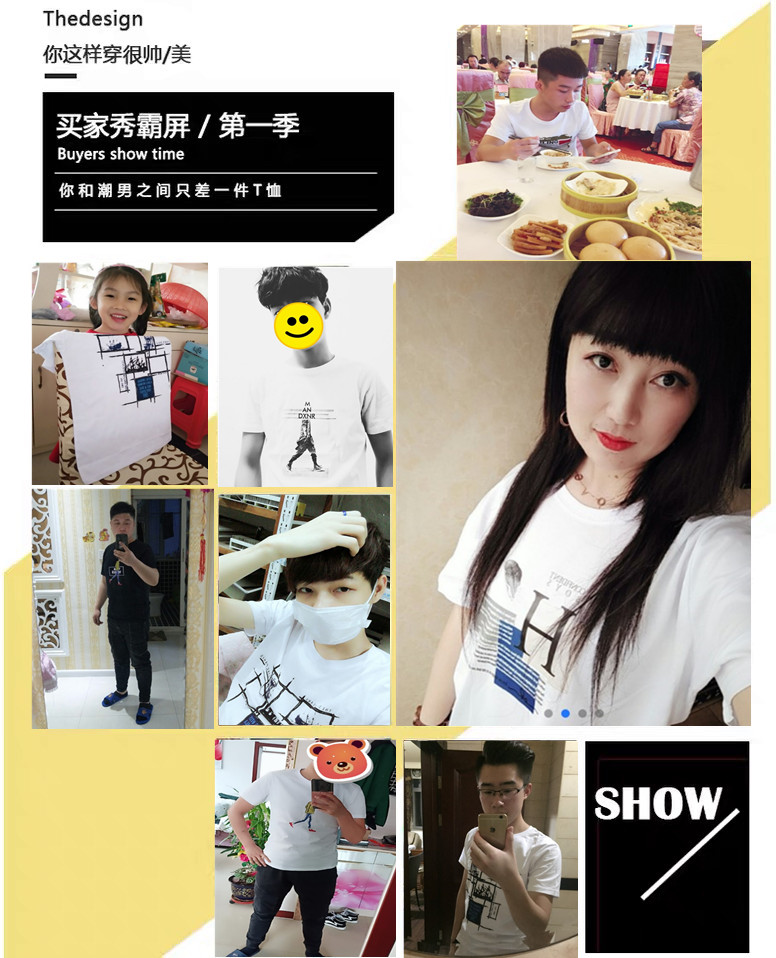 Thedesign
你这样穿很帅/美
买家秀霸屏 / 第一季
Buyers show time
你和潮男之间只差一件T恤
M
AN
DXNR
H
SHOW